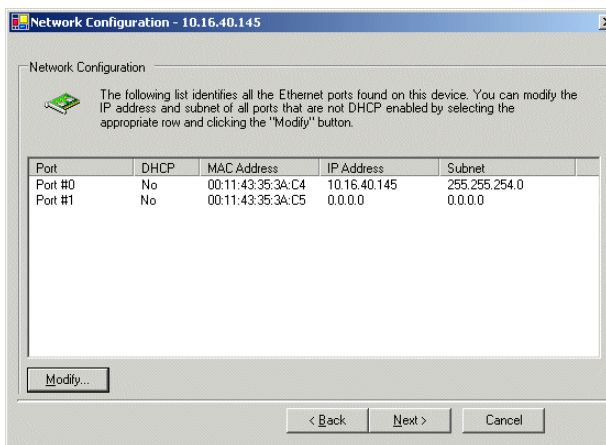 Network Configuration - 10.16.40.145
Network Configuration
The following list identifies all the Ethernet ports found on this device. You can modify the
IP address and subnet of all ports that are not DHCP enabled by selecting the
appropriate row and clicking the "Modify" button.
Port DHCP MAC Address IP Address Subnet
Port #0 No 00:11:43:35:3A:C4 10.16.40.145 255.255.254.0
Port #1 No 00:11:43:35:3A:C5 0.0.0.0 0.0.0.0
Modify...
< Back Next > Cancel